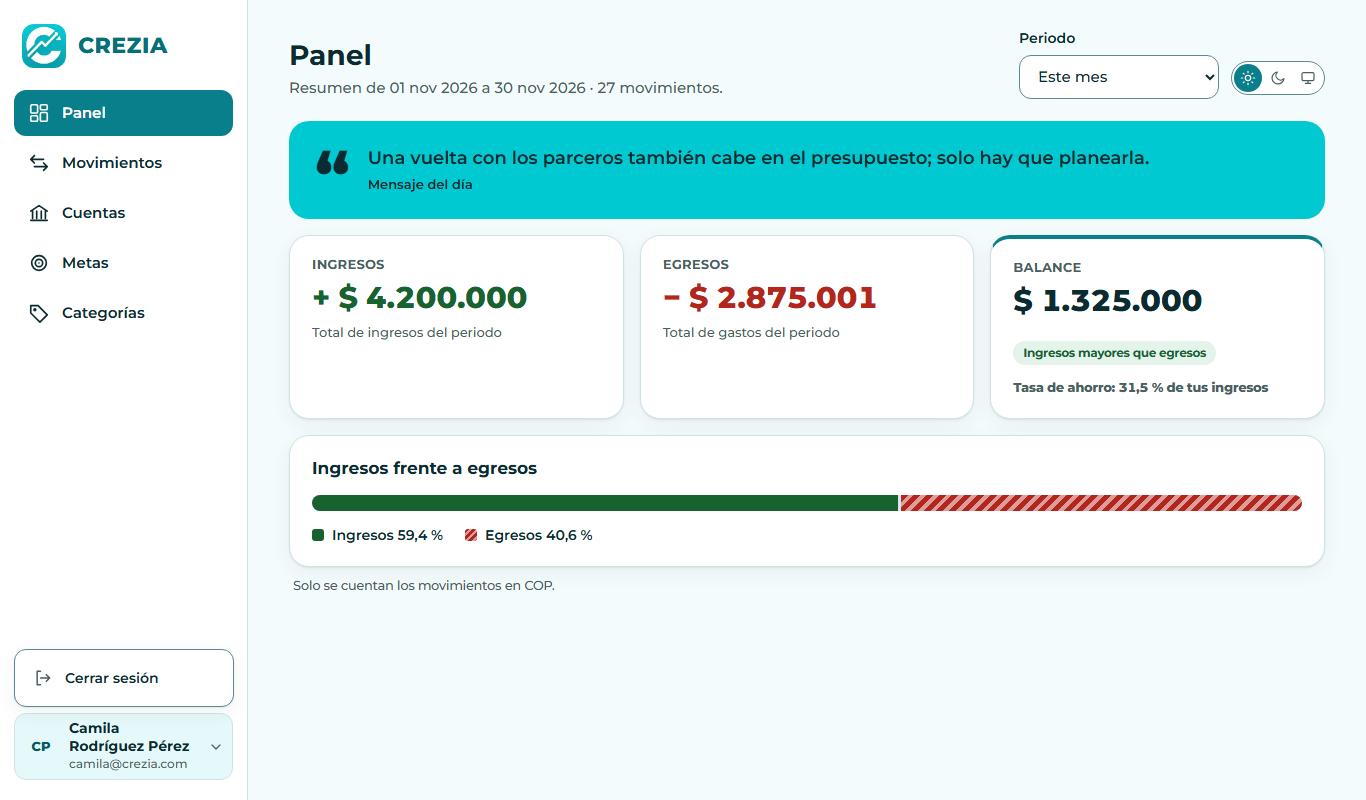 CREZIA
Panel
Movimientos
Cuentas
Metas
Categorías
Cerrar sesión
CP
Camila
Rodríguez Pérez
camila@crezia.com
Panel
Resumen de 01 nov 2026 a 30 nov 2026 · 27 movimientos.
Periodo
Este mes
“
Una vuelta con los parceros también cabe en el presupuesto; solo hay que planearla.
Mensaje del día
INGRESOS
+ $ 4.200.000
Total de ingresos del periodo
EGRESOS
− $ 2.875.001
Total de gastos del periodo
BALANCE
$ 1.325.000
Ingresos mayores que egresos
Tasa de ahorro: 31,5 % de tus ingresos
Ingresos frente a egresos
Ingresos 59,4 %
Egresos 40,6 %
Solo se cuentan los movimientos en COP.